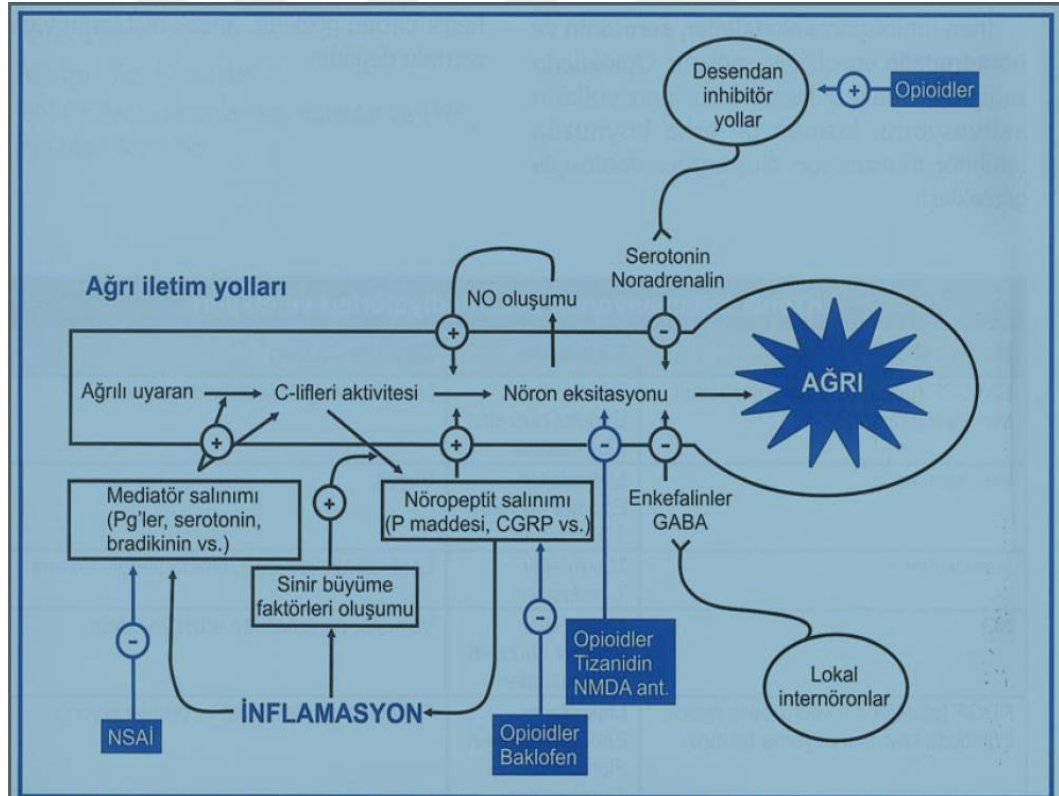 Desendan
inhibitör
yollar
+
Opioidler
Serotonin
Noradrenalin
Ağrı iletim yolları
NO oluşumu
+
-
Ağrılı uyaran
C-lifleri aktivitesi
Nöron eksitasyonu
AĞRI
+
+
-
-
Mediatör salınımı
(Pg'ler, serotonin,
bradikinin vs.)
+
Nöropeptit salınımı
(P maddesi, CGRP vs.)
Enkefalinler
GABA
Sinir büyüme
faktörleri oluşumu
-
-
Opioidler
Tizanidin
NMDA ant.
Lokal
internöronlar
İNFLAMASYON
NSAİ
Opioidler
Baklofen